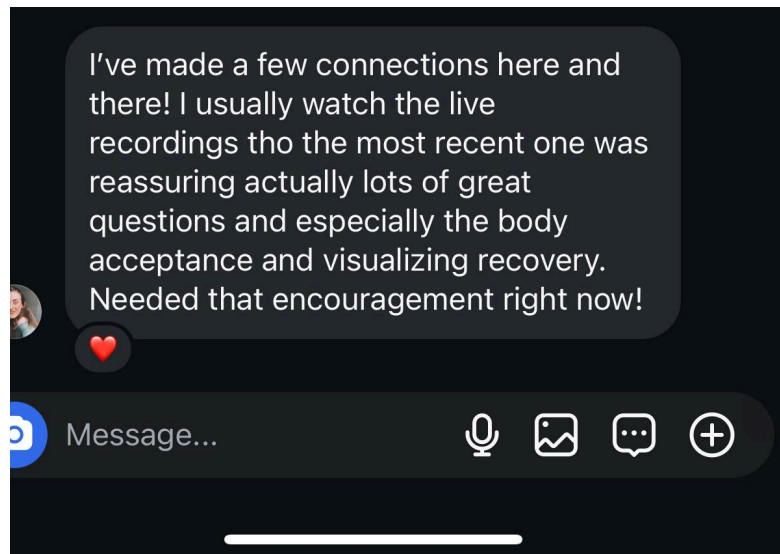 I've made a few connections here and
there! I usually watch the live
recordings tho the most recent one was
reassuring actually lots of great
questions and especially the body
acceptance and visualizing recovery.
Needed that encouragement right now!
Message...